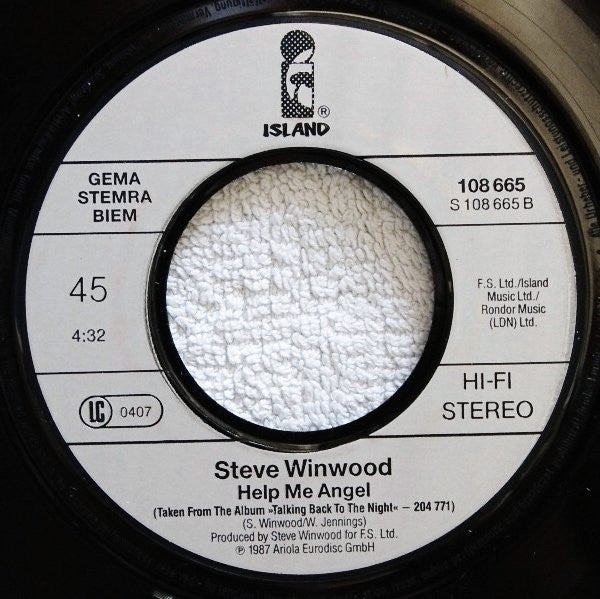 ®
ISLAND
GEMA
STEMRA
BIEM
108 665
S 108 665 B
45
4:32
F.S. Ltd./Island
Music Ltd./
Rondor Music
(LDN) Ltd.
LC 0407
HI-FI
STEREO
Steve Winwood
Help Me Angel
(Taken From The Album »Talking Back To The Night« – 204 771)
(S. Winwood/W. Jennings)
Produced by Steve Winwood for F.S. Ltd.
℗ 1987 Ariola Eurodisc GmbH